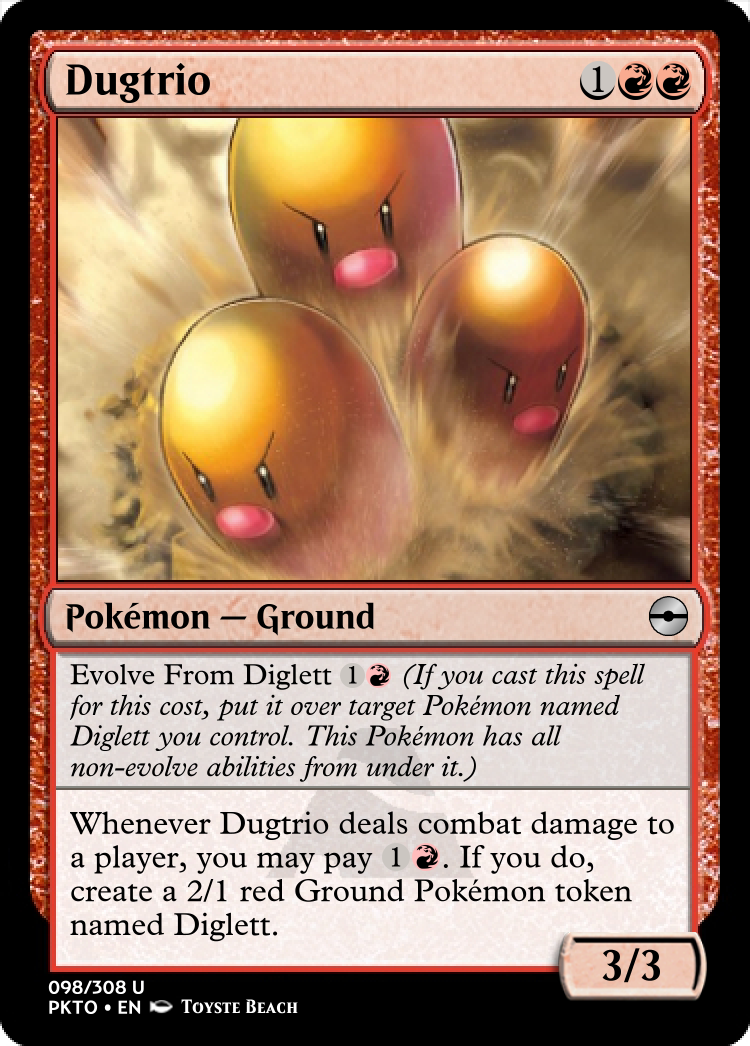 Dugtrio 1
Pokémon — Ground
Evolve From Diglett 1 (If you cast this spell
for this cost, put it over target Pokémon named
Diglett you control. This Pokémon has all
non-evolve abilities from under it.)
Whenever Dugtrio deals combat damage to
a player, you may pay 1 . If you do,
create a 2/1 red Ground Pokémon token
named Diglett.
3/3
098/308 U
PKTO • EN TOYSTE BEACH